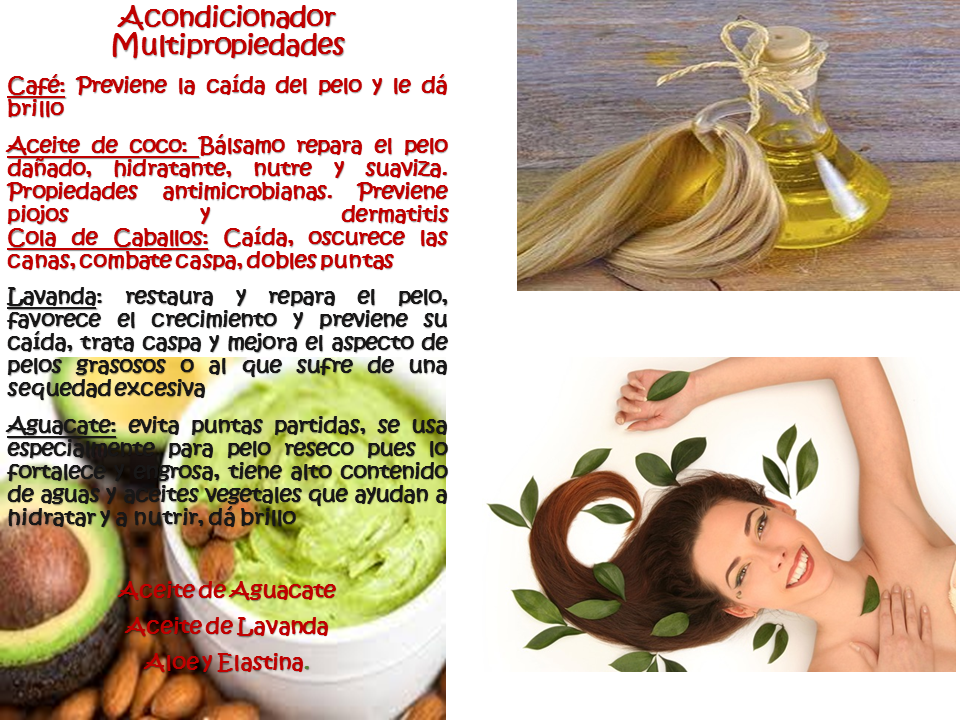 Acondicionador
Multipropiedades
Café: Previene la caída del pelo y le dá
brillo
Aceite de coco: Bálsamo repara el pelo
dañado, hidratante, nutre y suaviza.
Propiedades antimicrobianas. Previene
piojos y dermatitis
Cola de Caballos: Caída, oscurece las
canas, combate caspa, dobles puntas
Lavanda: restaura y repara el pelo,
favorece el crecimiento y previene su
caída, trata caspa y mejora el aspecto de
pelos grasosos o al que sufre de una
sequedad excesiva
Aguacate: evita puntas partidas, se usa
especialmente para pelo reseco pues lo
fortalece y engrosa, tiene alto contenido
de aguas y aceites vegetales que ayudan a
hidratar y a nutrir, dá brillo
Aceite de Aguacate
Aceite de Lavanda
Aloe y Elastina.